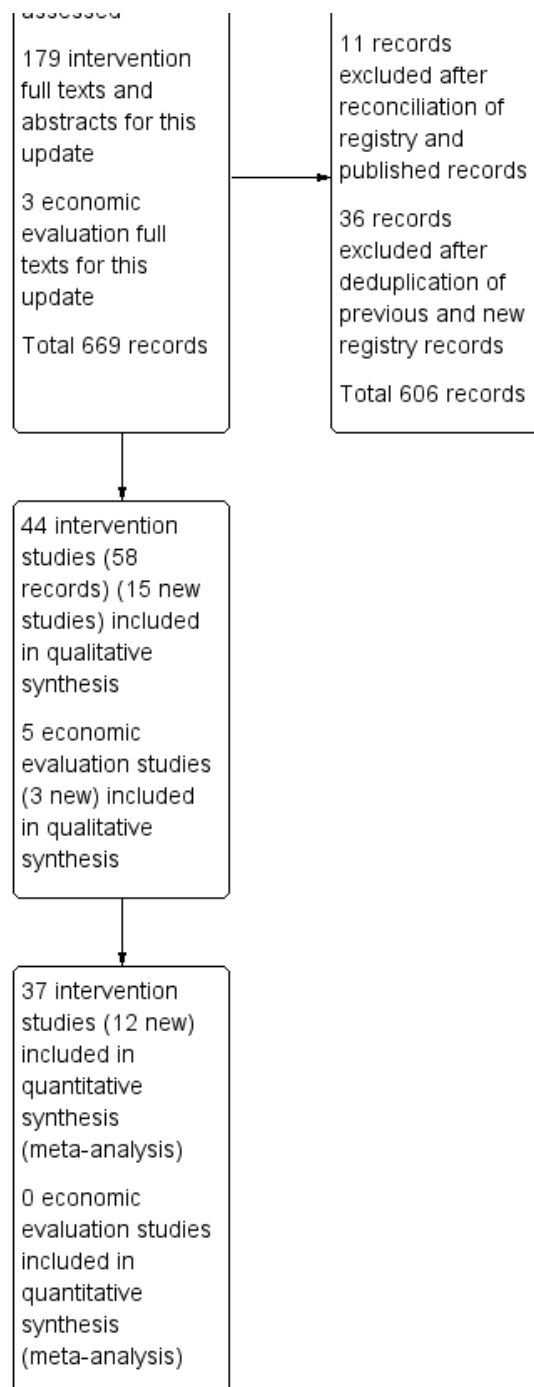 assessed
179 intervention
full texts and
abstracts for this
update
3 economic
evaluation full
texts for this
update
Total 669 records
11 records
excluded after
reconciliation of
registry and
published records
36 records
excluded after
deduplication of
previous and new
registry records
Total 606 records
44 intervention
studies (58
records) (15 new
studies) included
in qualitative
synthesis
5 economic
evaluation studies
(3 new) included
in qualitative
synthesis
37 intervention
studies (12 new)
included in
quantitative
synthesis
(meta-analysis)
0 economic
evaluation studies
included in
quantitative
synthesis
(meta-analysis)